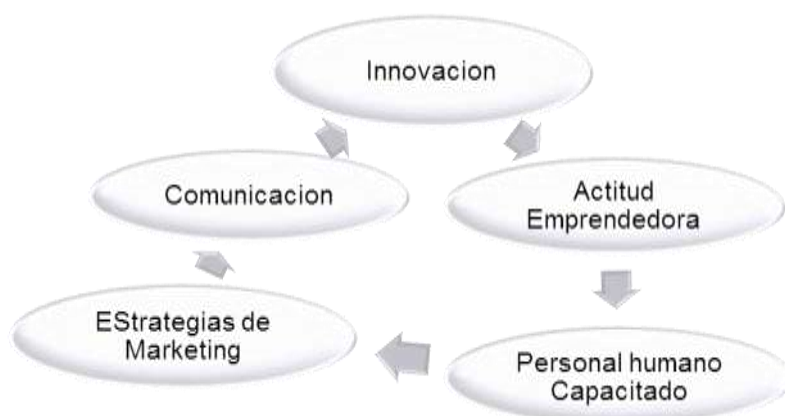 Innovacion
Comunicacion
Actitud
Emprendedora
EStrategias de
Marketing
Personal humano
Capacitado